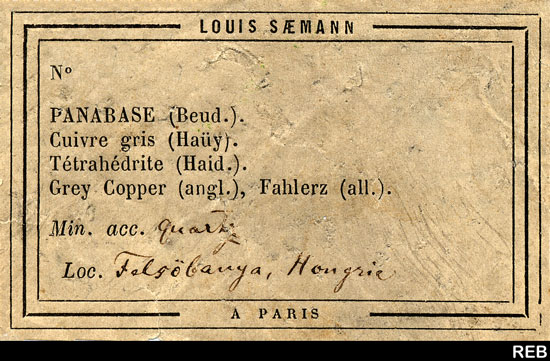 LOUIS SÆMANN
Nº
PANABASE (Beud.).
Cuivre gris (Haüy).
Tétrahédrite (Haid.).
Grey Copper (angl.), Fahlerz (all.).
Min. acc. quartz
Loc. Felsöbanya, Hongrie
A PARIS
REB